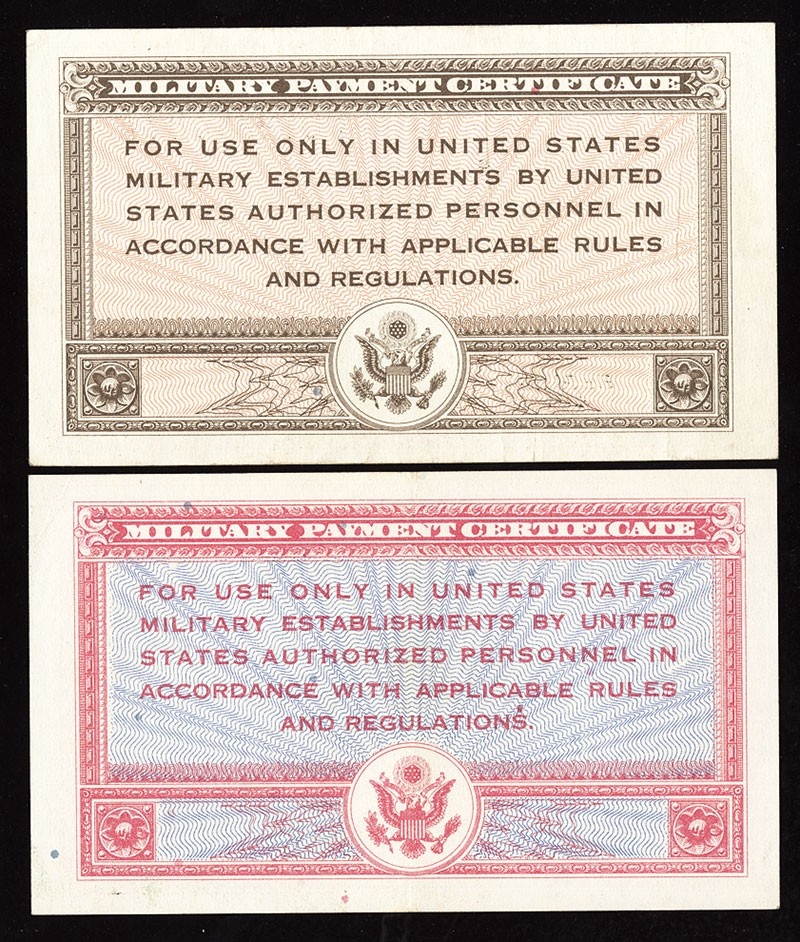 MILITARY PAYMENT CERTIFICATE
FOR USE ONLY IN UNITED STATES
MILITARY ESTABLISHMENTS BY UNITED
STATES AUTHORIZED PERSONNEL IN
ACCORDANCE WITH APPLICABLE RULES
AND REGULATIONS.
MILITARY PAYMENT CERTIFICATE
FOR USE ONLY IN UNITED STATES
MILITARY ESTABLISHMENTS BY UNITED
STATES AUTHORIZED PERSONNEL IN
ACCORDANCE WITH APPLICABLE RULES
AND REGULATIONS.